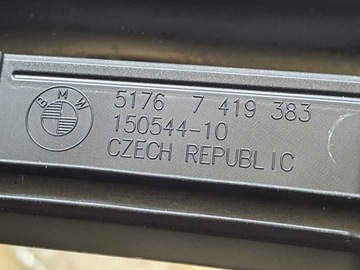 BMW
5176 7 419 383
150544-10
CZECH REPUBLIC